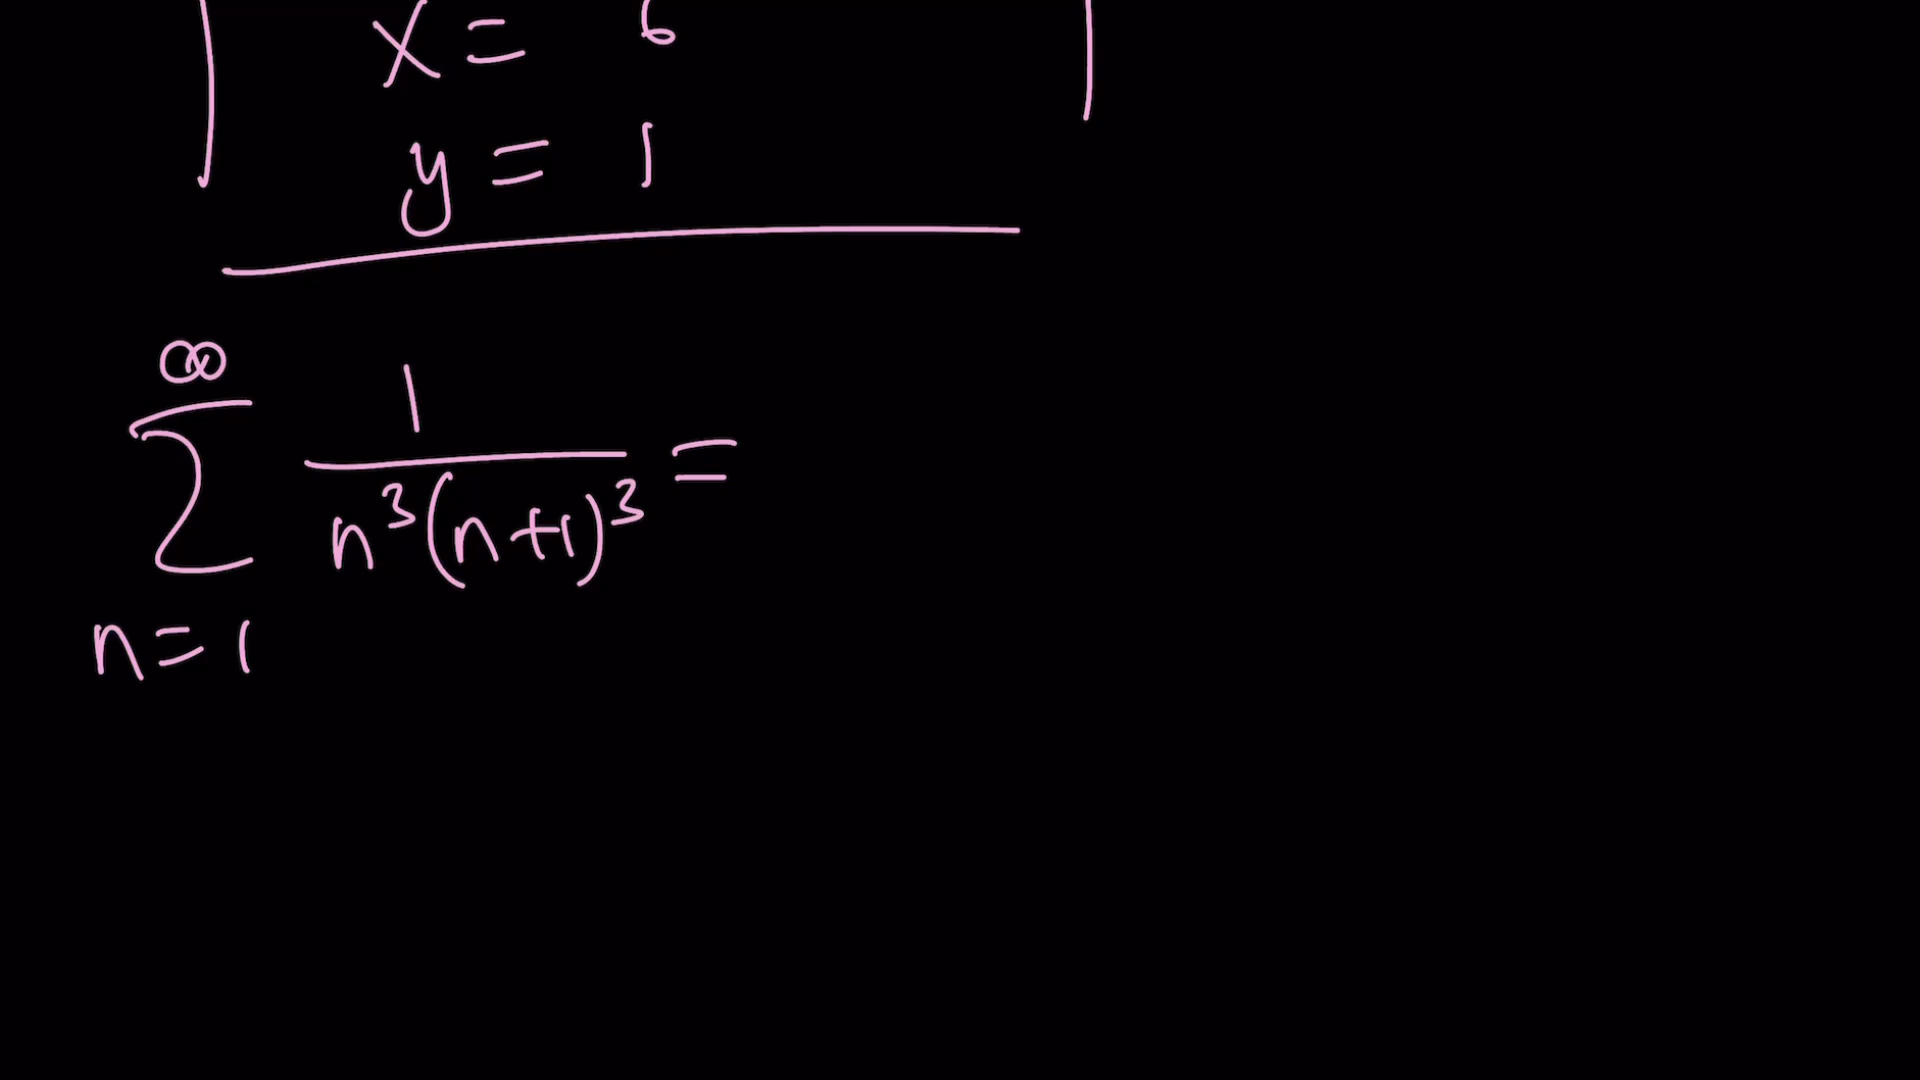 x = 6
y = 1
∞
∑ 1/(n³(n+1)³) =
n=1